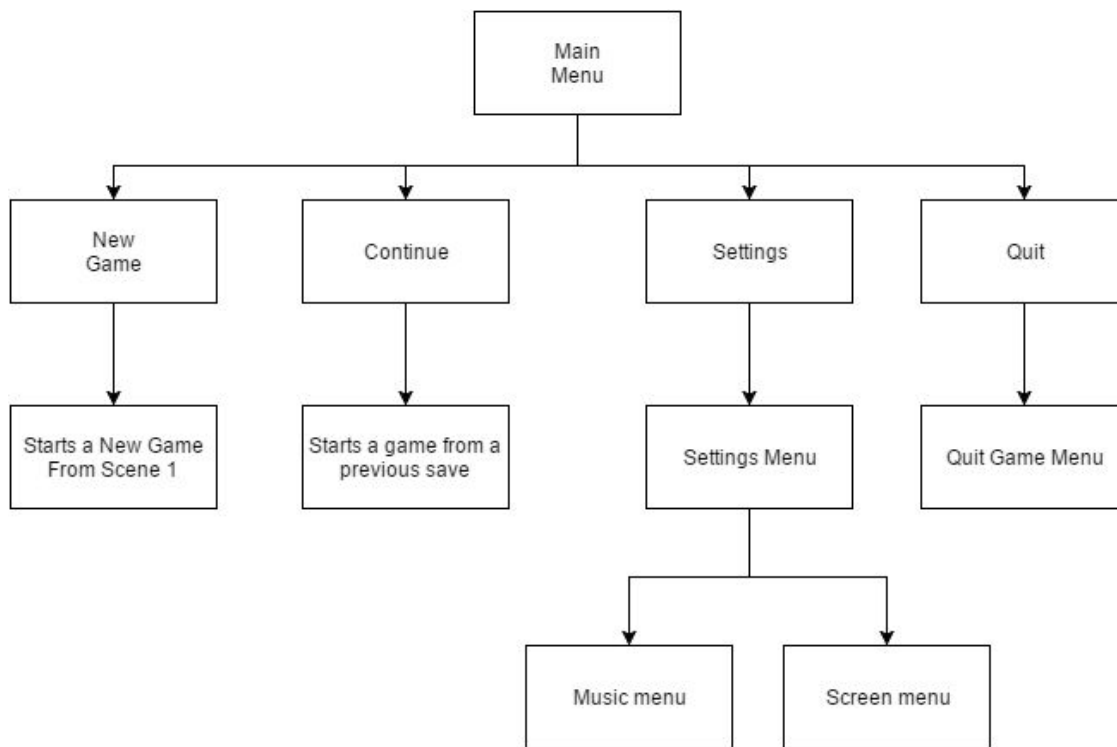 Main
Menu
New
Game
Continue
Settings
Quit
Starts a New Game
From Scene 1
Starts a game from a
previous save
Settings Menu
Quit Game Menu
Music menu
Screen menu